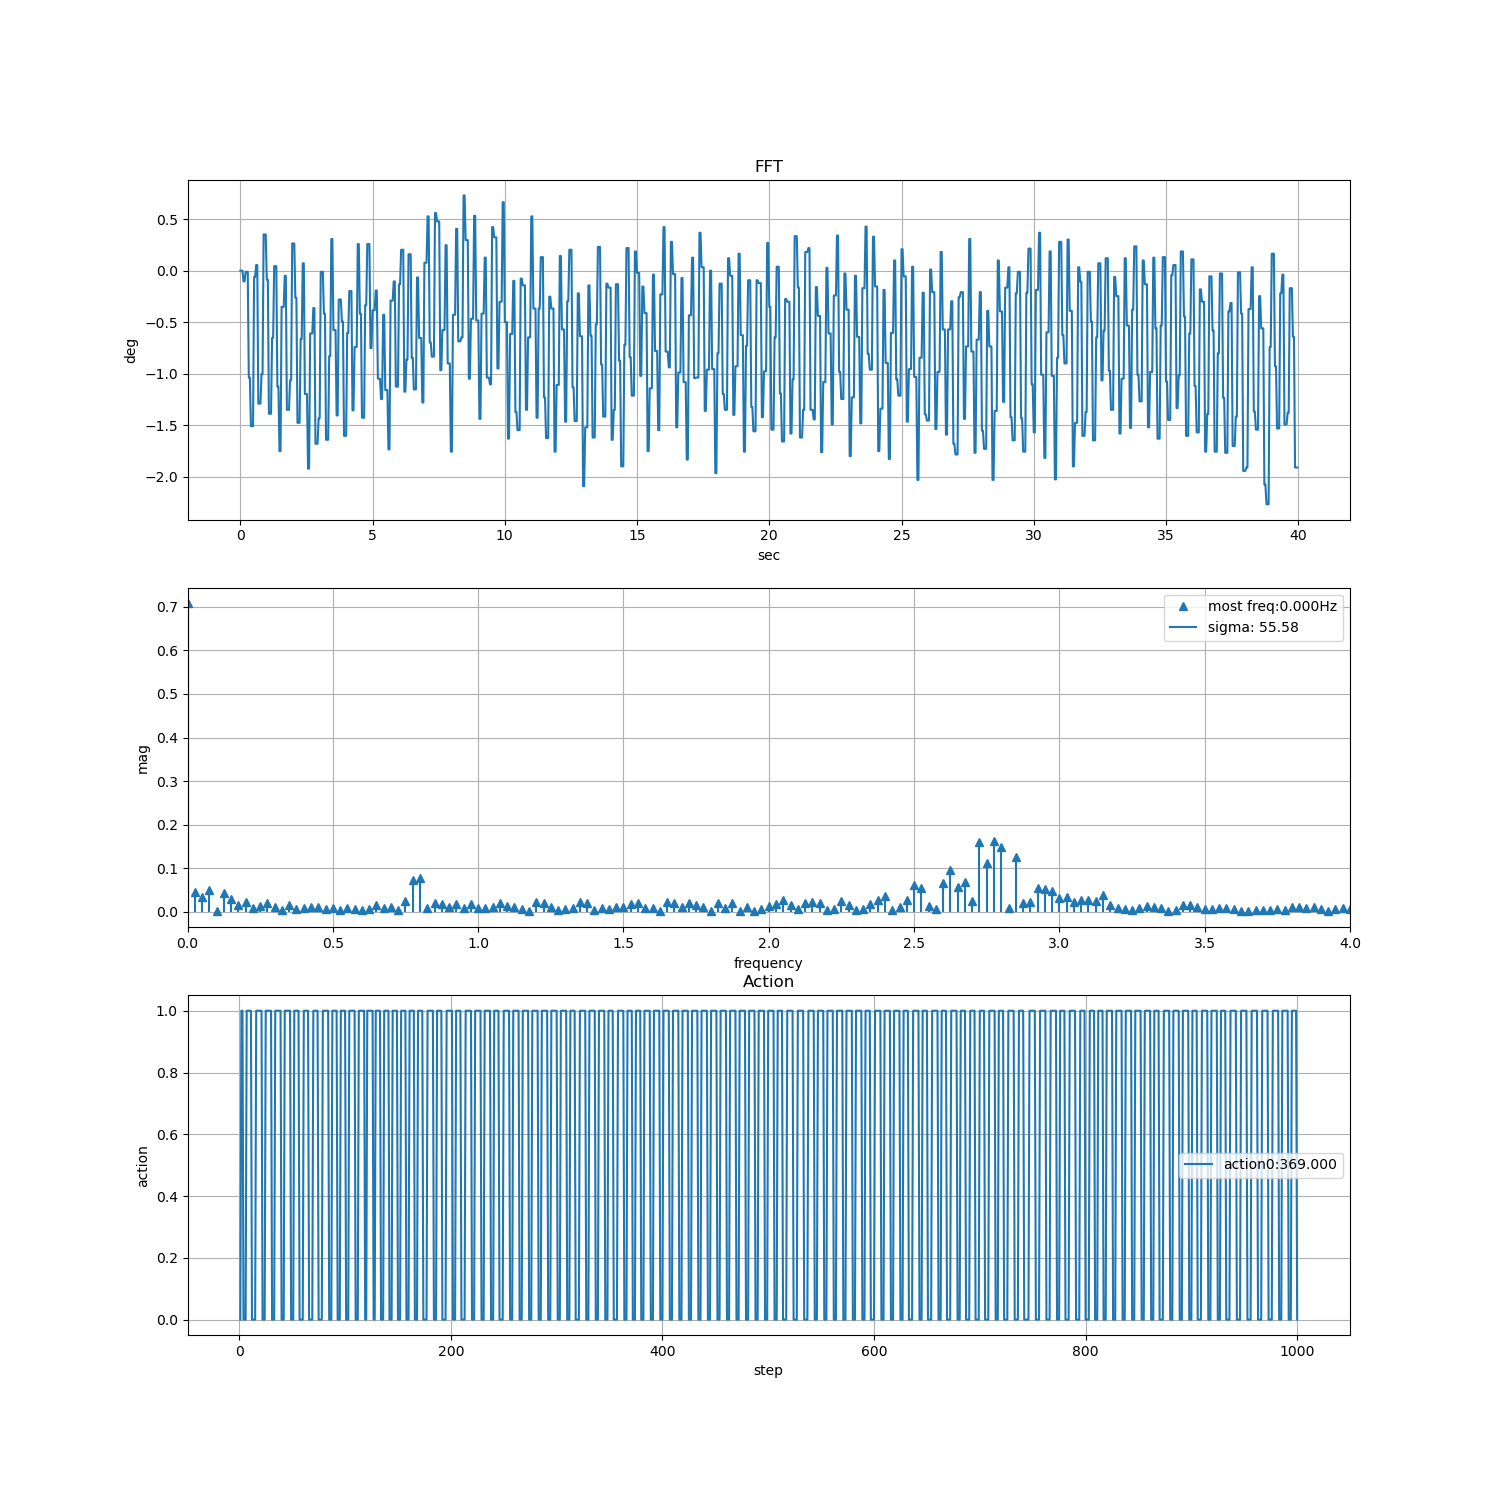 FFT
0.5
0.0
−0.5
−1.0
−1.5
−2.0
deg
0 5 10 15 20 25 30 35 40
sec
0.7
0.6
0.5
0.4
0.3
0.2
0.1
0.0
mag
most freq:0.000Hz
sigma: 55.58
0.0 0.5 1.0 1.5 2.0 2.5 3.0 3.5 4.0
frequency
Action
1.0
0.8
0.6
0.4
0.2
0.0
action
action0:369.000
0 200 400 600 800 1000
step